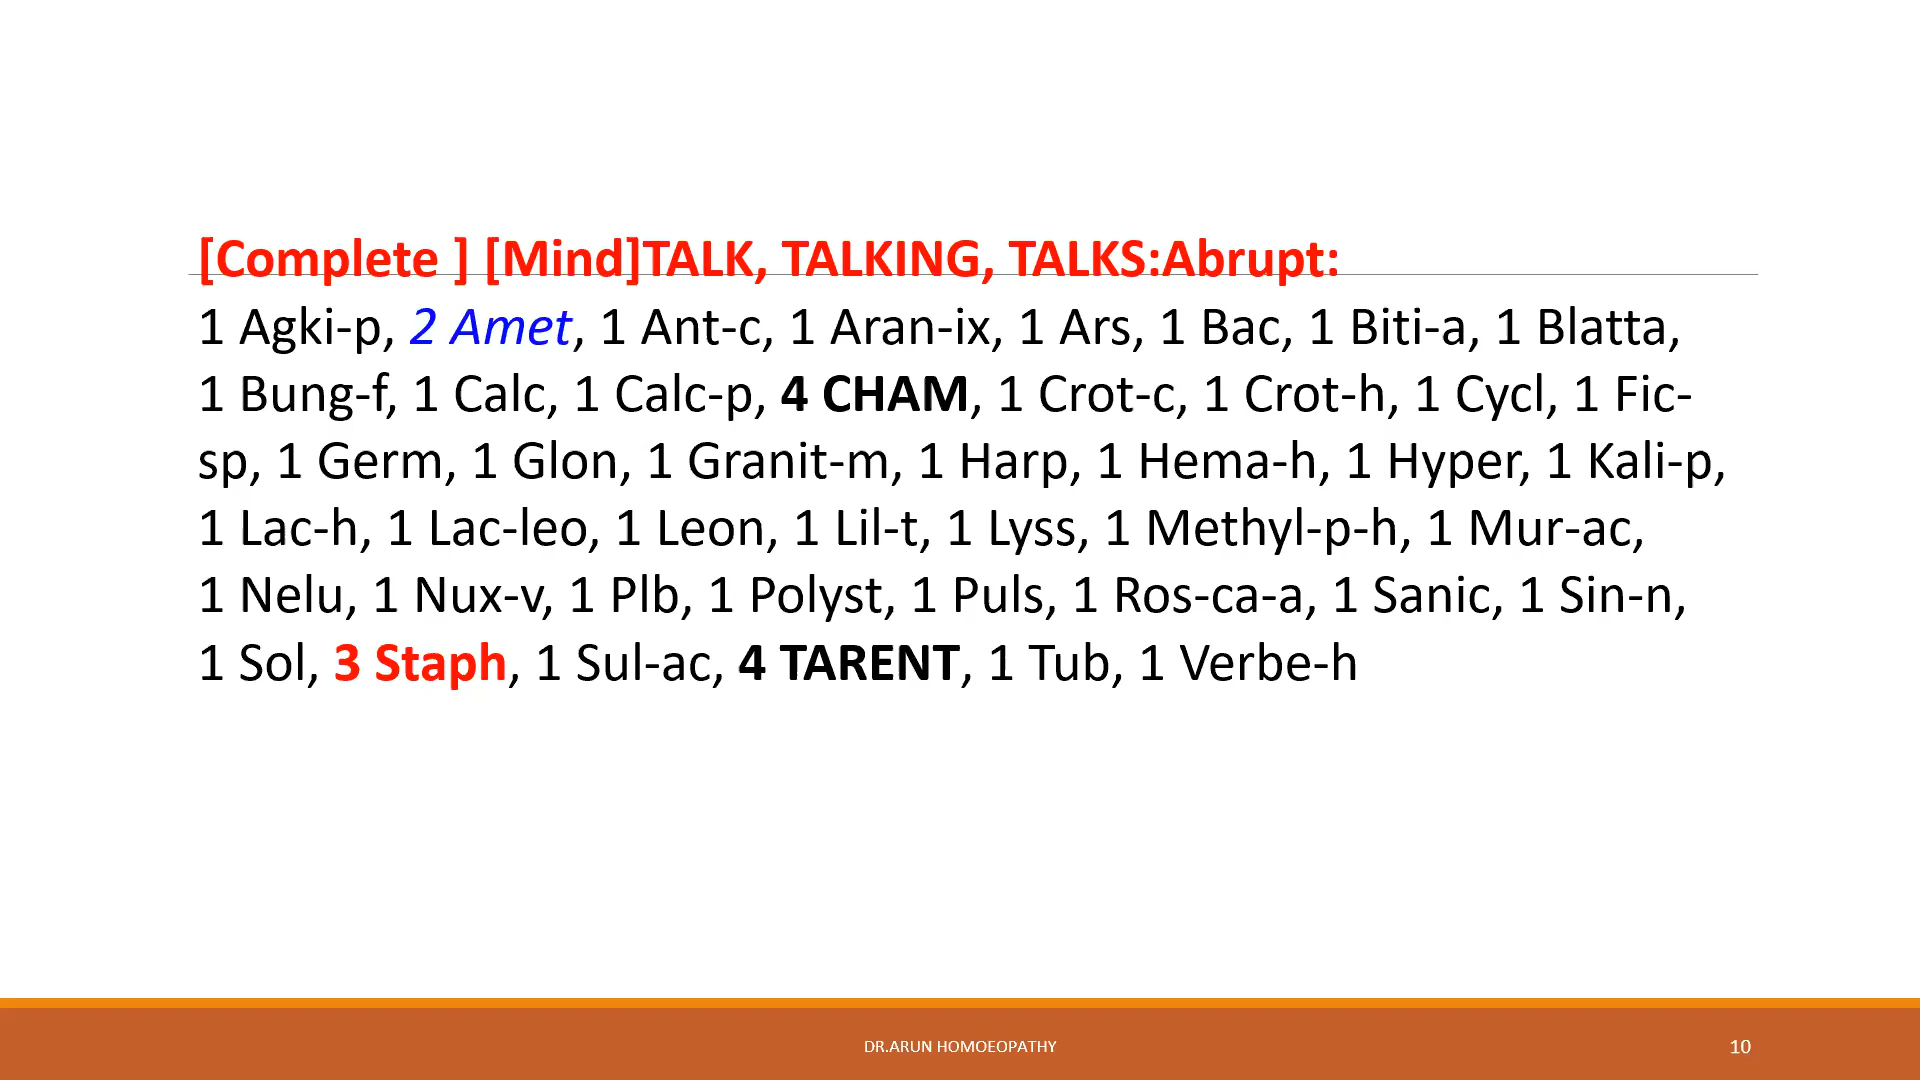 [Complete ] [Mind]TALK, TALKING, TALKS:Abrupt:
1 Agki-p, 2 Amet, 1 Ant-c, 1 Aran-ix, 1 Ars, 1 Bac, 1 Biti-a, 1 Blatta,
1 Bung-f, 1 Calc, 1 Calc-p, 4 CHAM, 1 Crot-c, 1 Crot-h, 1 Cycl, 1 Fic-
sp, 1 Germ, 1 Glon, 1 Granit-m, 1 Harp, 1 Hema-h, 1 Hyper, 1 Kali-p,
1 Lac-h, 1 Lac-leo, 1 Leon, 1 Lil-t, 1 Lyss, 1 Methyl-p-h, 1 Mur-ac,
1 Nelu, 1 Nux-v, 1 Plb, 1 Polyst, 1 Puls, 1 Ros-ca-a, 1 Sanic, 1 Sin-n,
1 Sol, 3 Staph, 1 Sul-ac, 4 TARENT, 1 Tub, 1 Verbe-h
DR.ARUN HOMOEOPATHY
10